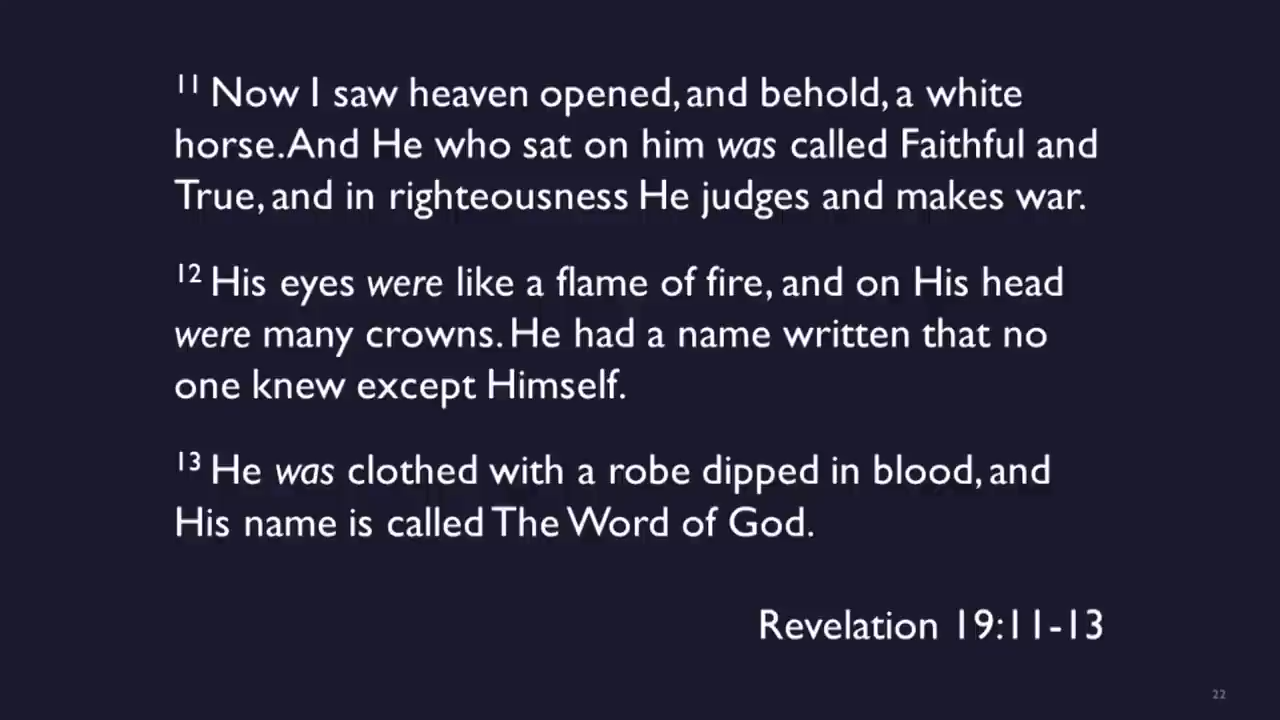 11 Now I saw heaven opened, and behold, a white
horse. And He who sat on him was called Faithful and
True, and in righteousness He judges and makes war.
12 His eyes were like a flame of fire, and on His head
were many crowns. He had a name written that no
one knew except Himself.
13 He was clothed with a robe dipped in blood, and
His name is called The Word of God.
Revelation 19:11-13
22